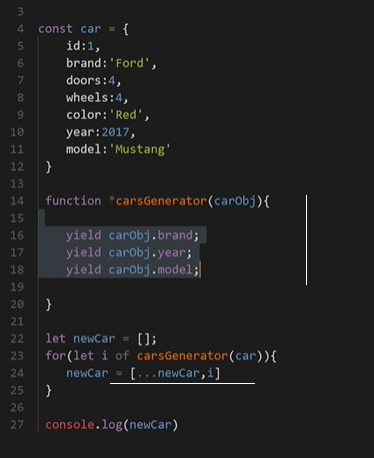 3
4 const car = {
5 id:1,
6 brand:'Ford',
7 doors:4,
8 wheels:4,
9 color:'Red',
10 year:2017,
11 model:'Mustang'
12 }
13
14 function *carsGenerator(carObj){
15
16 yield carObj.brand;
17 yield carObj.year;
18 yield carObj.model;
19
20 }
21
22 let newCar = [];
23 for(let i of carsGenerator(car)){
24 newCar = [...newCar,i]
25 }
26
27 console.log(newCar)